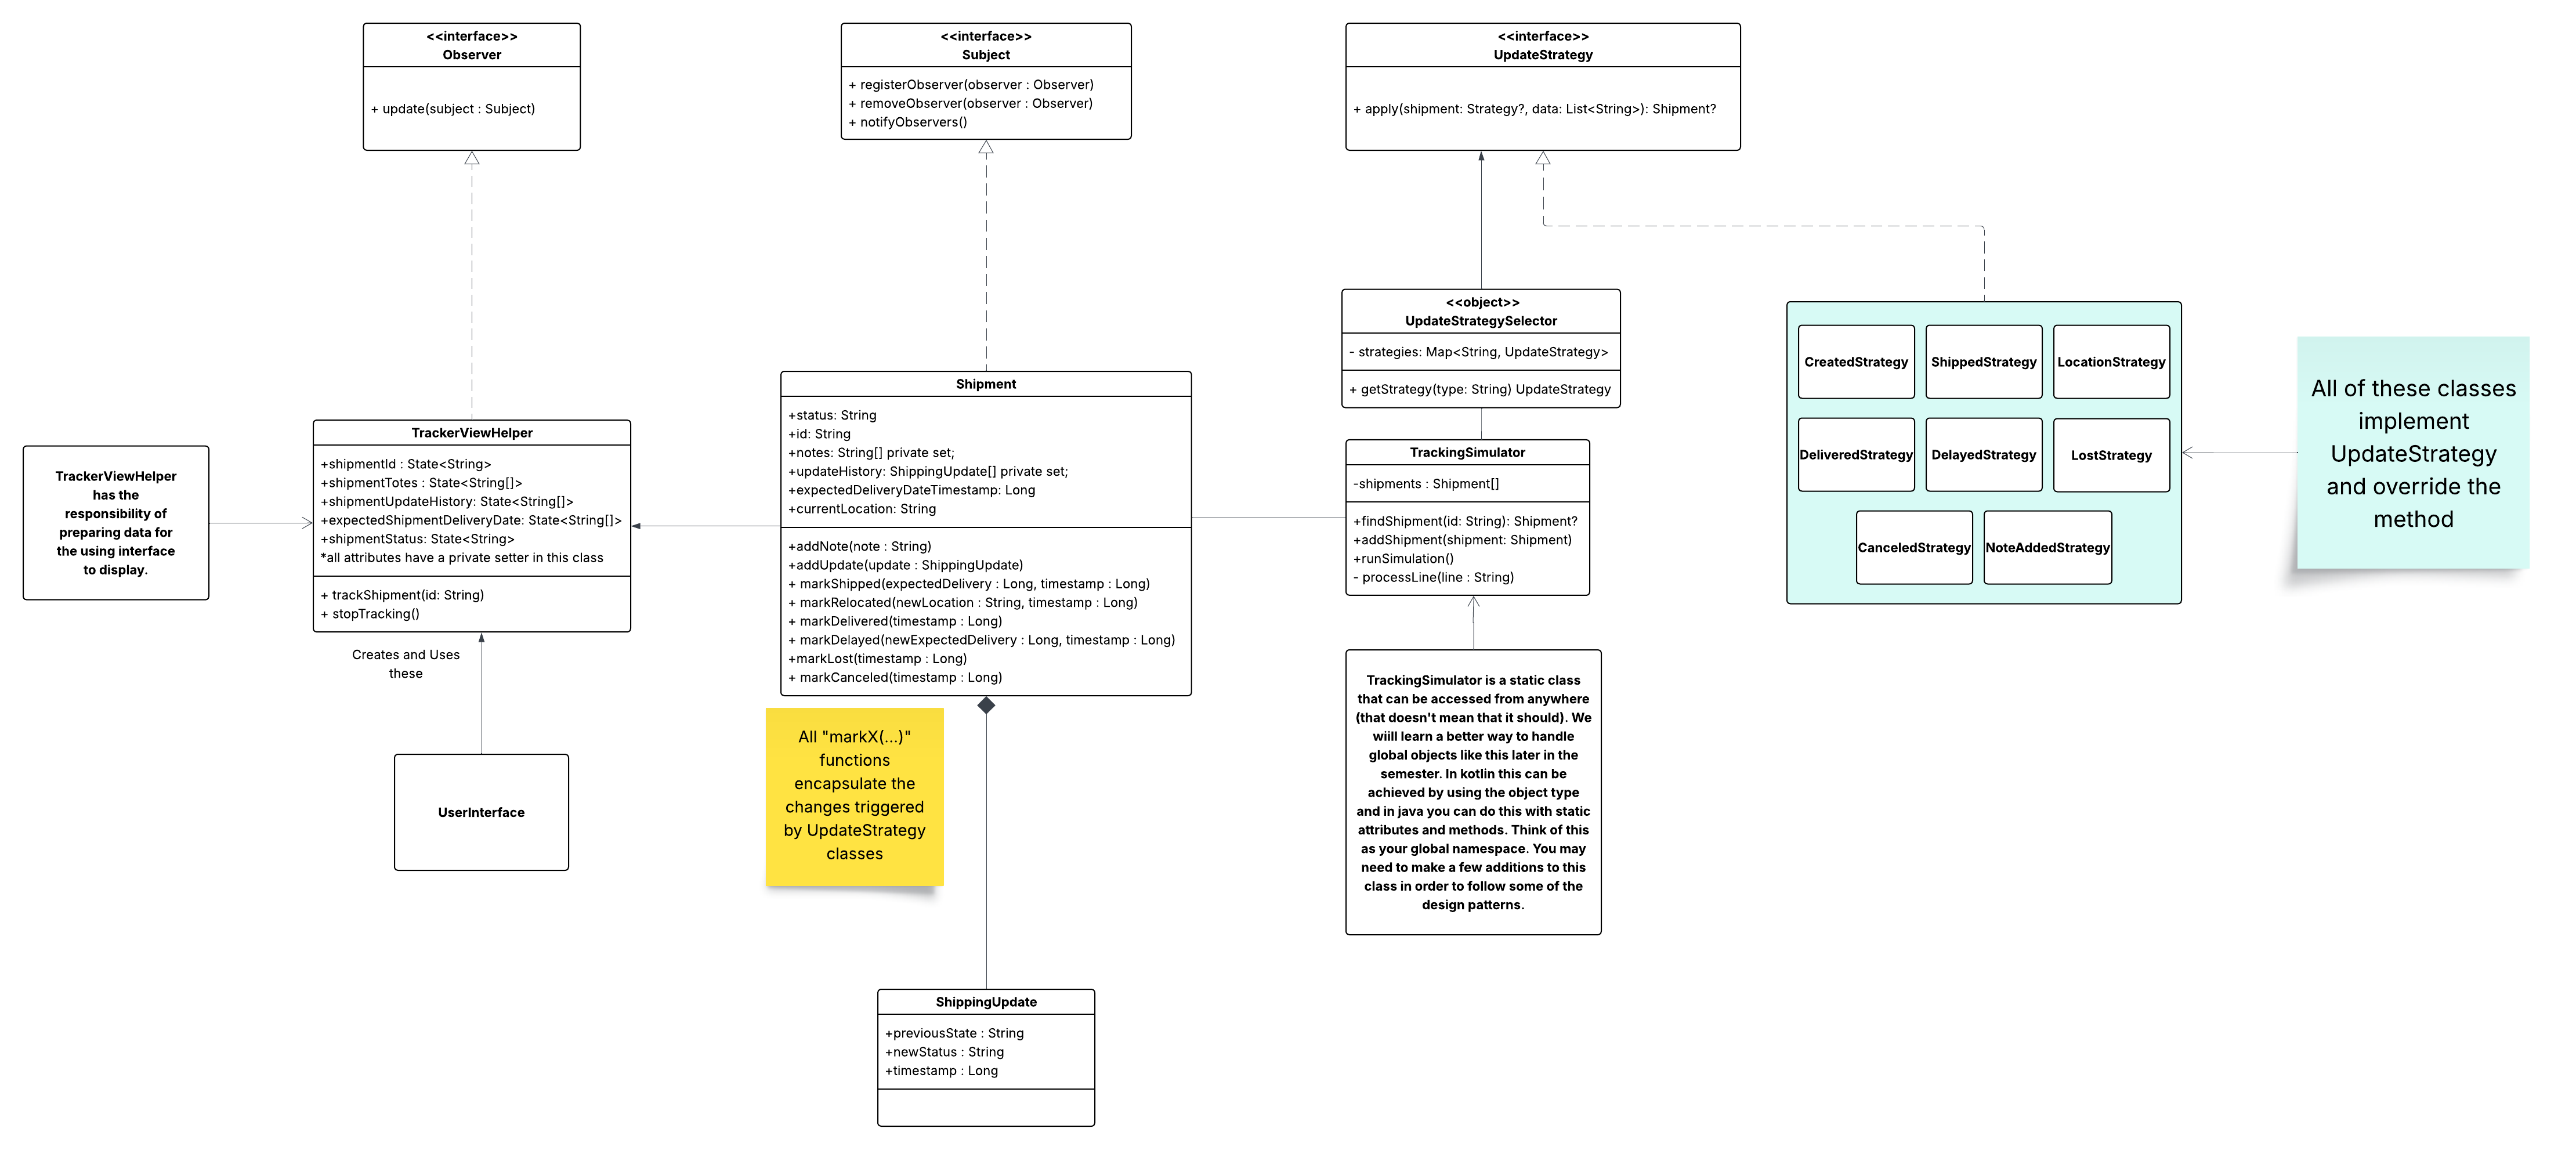 <<interface>>
Observer
+ update(subject : Subject)
<<interface>>
Subject
+ registerObserver(observer : Observer)
+ removeObserver(observer : Observer)
+ notifyObservers()
<<interface>>
UpdateStrategy
+ apply(shipment: Strategy?, data: List<String>): Shipment?
<<object>>
UpdateStrategySelector
- strategies: Map<String, UpdateStrategy>
+ getStrategy(type: String) UpdateStrategy
CreatedStrategy
ShippedStrategy
LocationStrategy
DeliveredStrategy
DelayedStrategy
LostStrategy
CanceledStrategy
NoteAddedStrategy
All of these classes
implement
UpdateStrategy
and override the
method
TrackerViewHelper
has the
responsibility of
preparing data for
the using interface
to display.
TrackerViewHelper
+shipmentId : State<String>
+shipmentTotes : State<String[]>
+shipmentUpdateHistory: State<String[]>
+expectedShipmentDeliveryDate: State<String[]>
+shipmentStatus: State<String>
*all attributes have a private setter in this class
+ trackShipment(id: String)
+ stopTracking()
Creates and Uses
these
UserInterface
Shipment
+status: String
+id: String
+notes: String[] private set;
+updateHistory: ShippingUpdate[] private set;
+expectedDeliveryDateTimestamp: Long
+currentLocation: String
+addNote(note : String)
+addUpdate(update : ShippingUpdate)
+ markShipped(expectedDelivery : Long, timestamp : Long)
+ markRelocated(newLocation : String, timestamp : Long)
+ markDelivered(timestamp : Long)
+ markDelayed(newExpectedDelivery : Long, timestamp : Long)
+markLost(timestamp : Long)
+ markCanceled(timestamp : Long)
All "markX(...)"
functions
encapsulate the
changes triggered
by UpdateStrategy
classes
TrackingSimulator
-shipments : Shipment[]
+findShipment(id: String): Shipment?
+addShipment(shipment: Shipment)
+runSimulation()
- processLine(line : String)
TrackingSimulator is a static class
that can be accessed from anywhere
(that doesn't mean that it should). We
wiill learn a better way to handle
global objects like this later in the
semester. In kotlin this can be
achieved by using the object type
and in java you can do this with static
attributes and methods. Think of this
as your global namespace. You may
need to make a few additions to this
class in order to follow some of the
design patterns.
ShippingUpdate
+previousState : String
+newStatus : String
+timestamp : Long